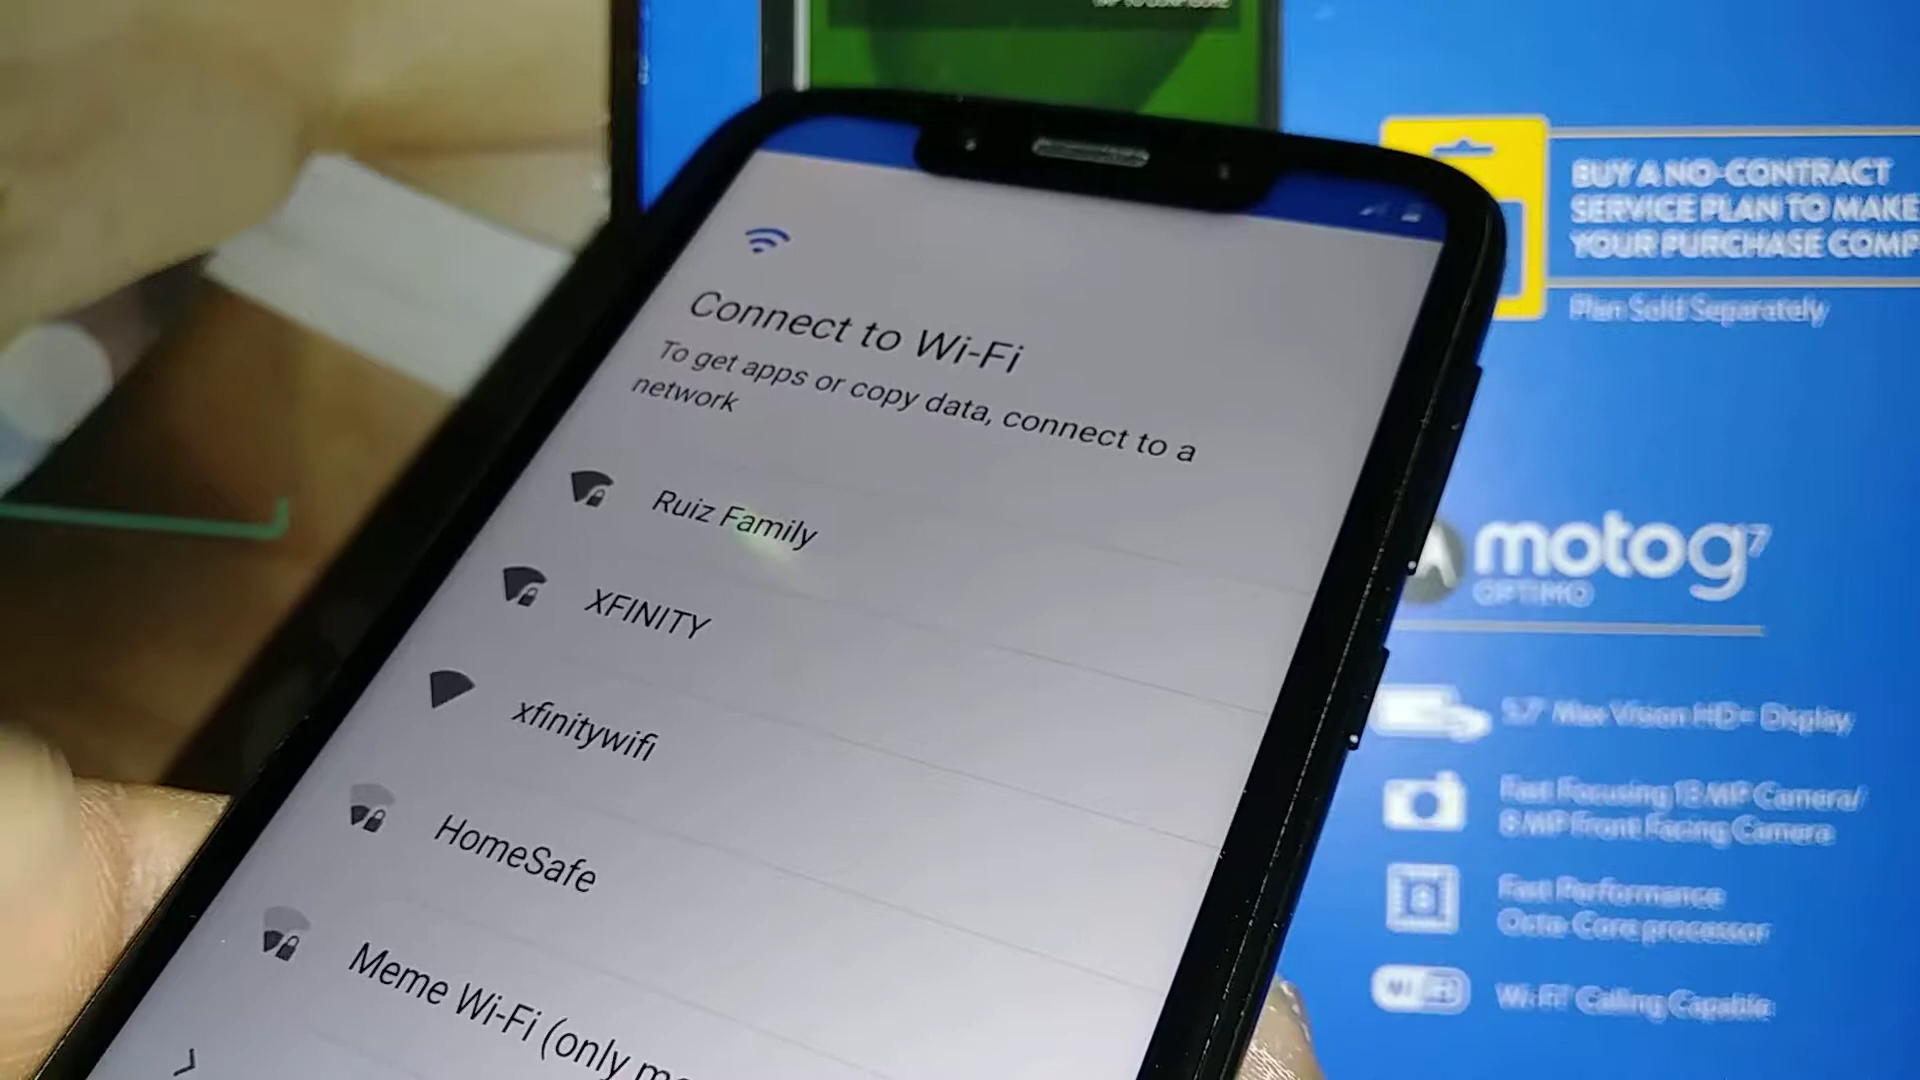 BUY A NO-CONTRACT
SERVICE PLAN TO MAKE
YOUR PURCHASE COMP
Plan Sold Separately
Connect to Wi-Fi
To get apps or copy data, connect to a
network
Ruiz Family
XFINITY
xfinitywifi
HomeSafe
Meme Wi-Fi (only
moto g7
OPTIMO
5.7" Max Vision HD+ Display
Fast Focusing 13 MP Camera/
8 MP Front Facing Camera
Fast Performance
Octa-Core processor
Wi-Fi® Calling Capable